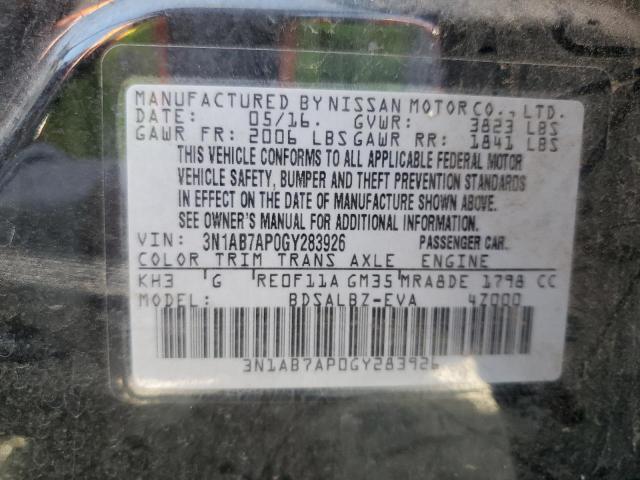 MANUFACTURED BY NISSAN MOTOR CO., LTD.
DATE: 05/16. GVWR: 3823 LBS
GAWR FR: 2006 LBS GAWR RR: 1841 LBS
THIS VEHICLE CONFORMS TO ALL APPLICABLE FEDERAL MOTOR
VEHICLE SAFETY, BUMPER AND THEFT PREVENTION STANDARDS
IN EFFECT ON THE DATE OF MANUFACTURE SHOWN ABOVE.
SEE OWNER'S MANUAL FOR ADDITIONAL INFORMATION.
VIN: 3N1AB7AP0GY283926 PASSENGER CAR.
COLOR TRIM TRANS AXLE ENGINE
KH3 G RE0F11A GM35 MRA8DE 1798 CC
MODEL: BDSALBZ-EVA 4Z000
3N1AB7AP0GY283926